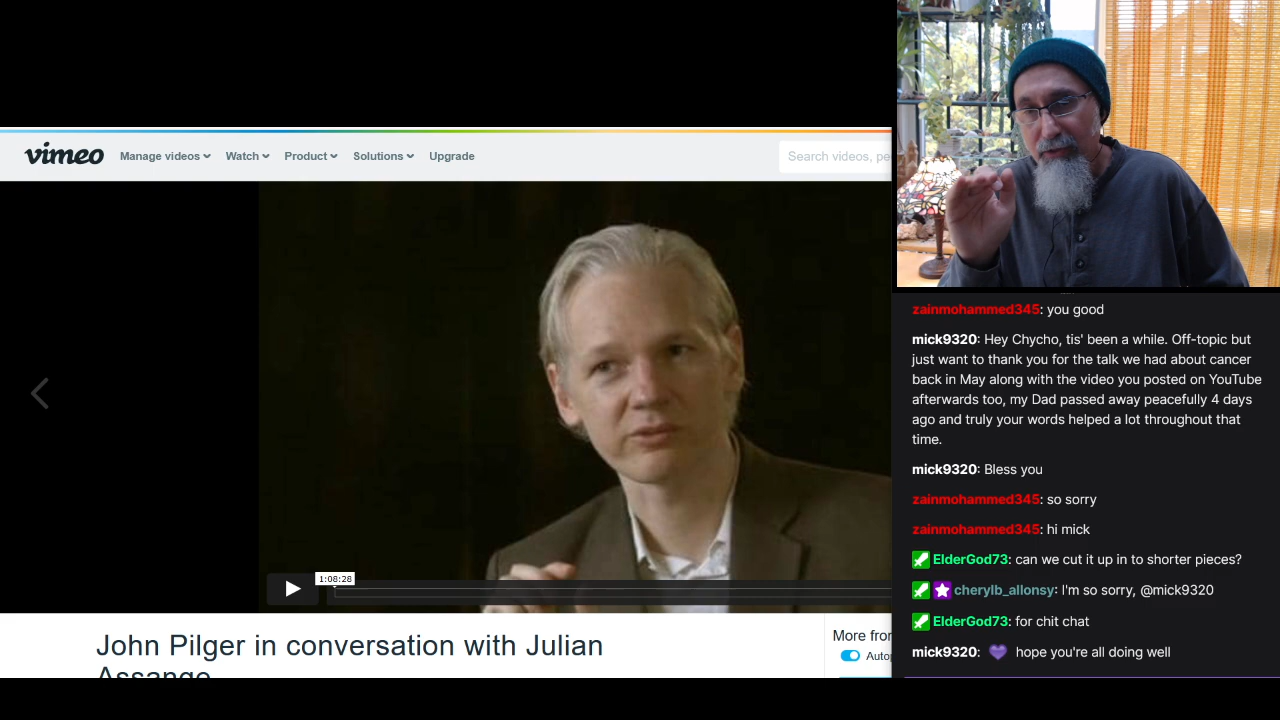 vimeo
Manage videos
Watch
Product
Solutions
Upgrade
Search videos, pe
1:08:28
John Pilger in conversation with Julian
Assange
More fro
Auto
zainmohammed345: you good
mick9320: Hey Chycho, tis' been a while. Off-topic but
just want to thank you for the talk we had about cancer
back in May along with the video you posted on YouTube
afterwards too, my Dad passed away peacefully 4 days
ago and truly your words helped a lot throughout that
time.
mick9320: Bless you
zainmohammed345: so sorry
zainmohammed345: hi mick
ElderGod73: can we cut it up in to shorter pieces?
cherylb_allonsy: I'm so sorry, @mick9320
ElderGod73: for chit chat
mick9320: 💜 hope you're all doing well